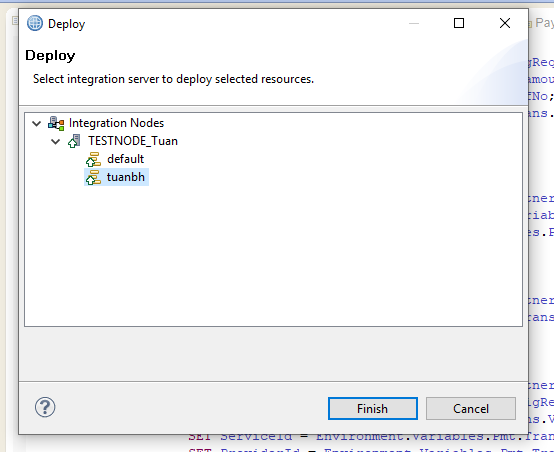 Deploy
Pay
Deploy
Select integration server to deploy selected resources.
Integration Nodes
TESTNODE_Tuan
default
tuanbh
Finish
Cancel
SET ServiceId = Environment.Variables.Pmt.Tran